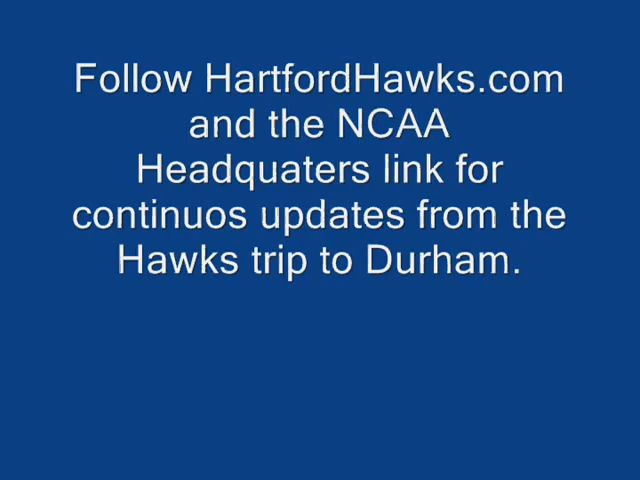 Follow HartfordHawks.com
and the NCAA
Headquaters link for
continuos updates from the
Hawks trip to Durham.